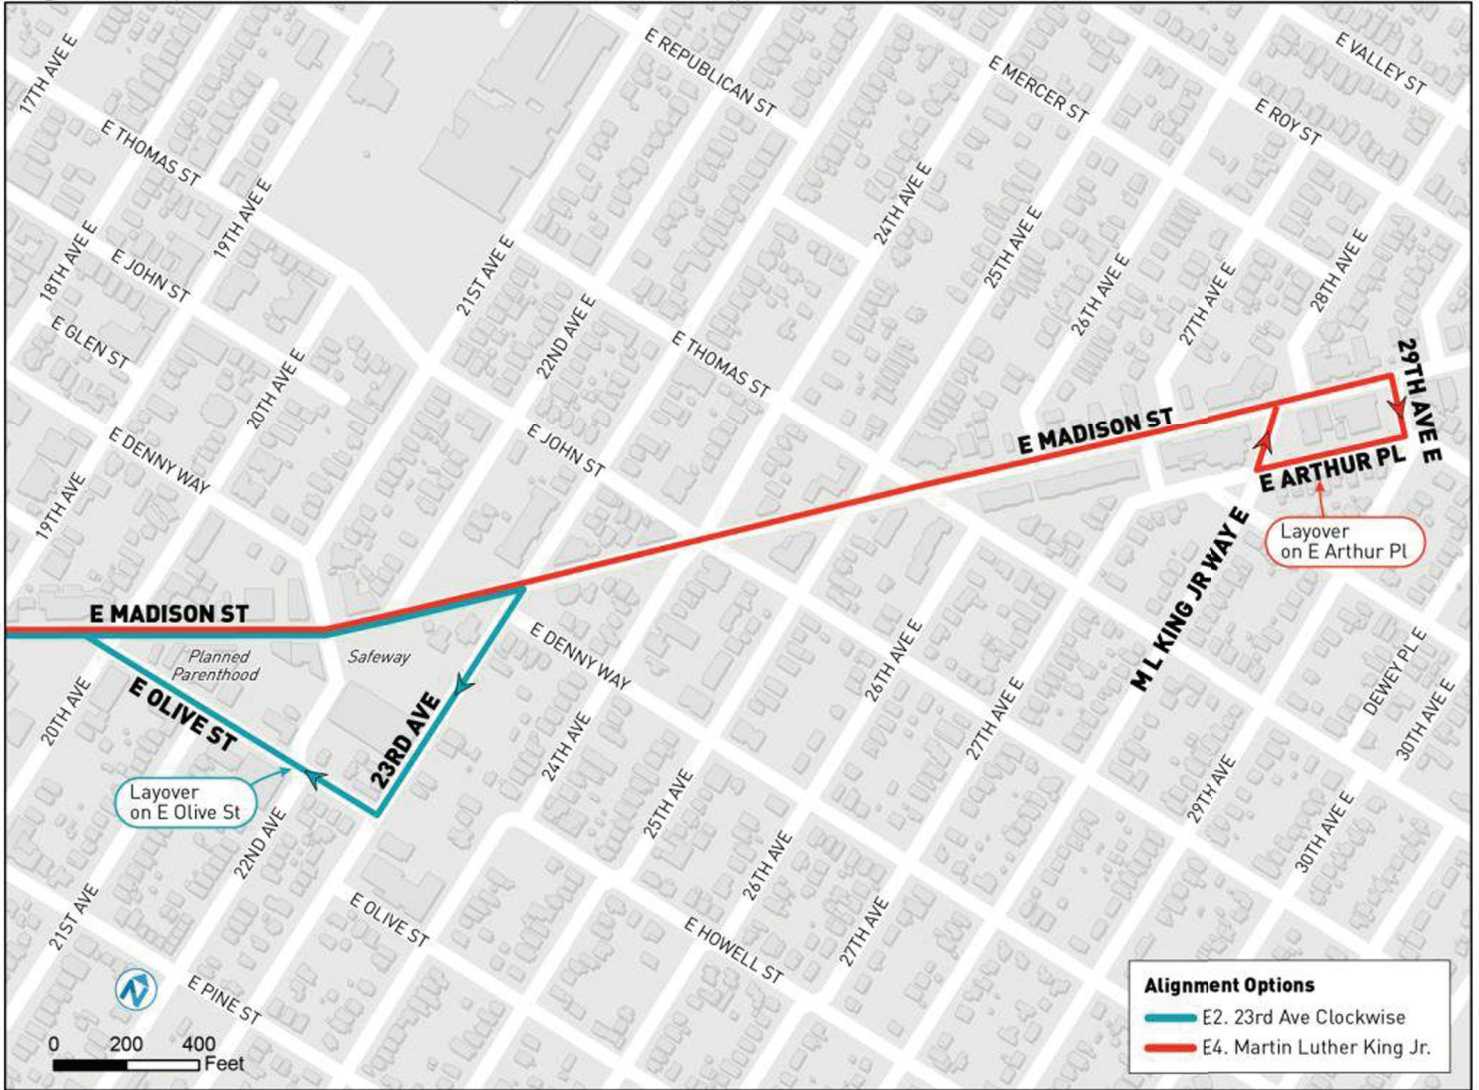 17TH AVE E
E REPUBLICAN ST
E MERCER ST
E VALLEY ST
E ROY ST
E THOMAS ST
19TH AVE E
24TH AVE E
18TH AVE E
E JOHN ST
21ST AVE E
25TH AVE E
26TH AVE E
27TH AVE E
28TH AVE E
E GLEN ST
22ND AVE E
E THOMAS ST
20TH AVE E
29TH AVE E
E DENNY WAY
E JOHN ST
E MADISON ST
E ARTHUR PL
19TH AVE
Layover
on E Arthur Pl
M L KING JR WAY E
E MADISON ST
Planned
Parenthood
Safeway
E DENNY WAY
26TH AVE E
DEWEY PL E
20TH AVE
E OLIVE ST
23RD AVE
24TH AVE
27TH AVE E
30TH AVE E
Layover
on E Olive St
22ND AVE
25TH AVE
29TH AVE
26TH AVE
30TH AVE E
21ST AVE
E OLIVE ST
27TH AVE
E HOWELL ST
E PINE ST
N
0 200 400
Feet
Alignment Options
E2. 23rd Ave Clockwise
E4. Martin Luther King Jr.